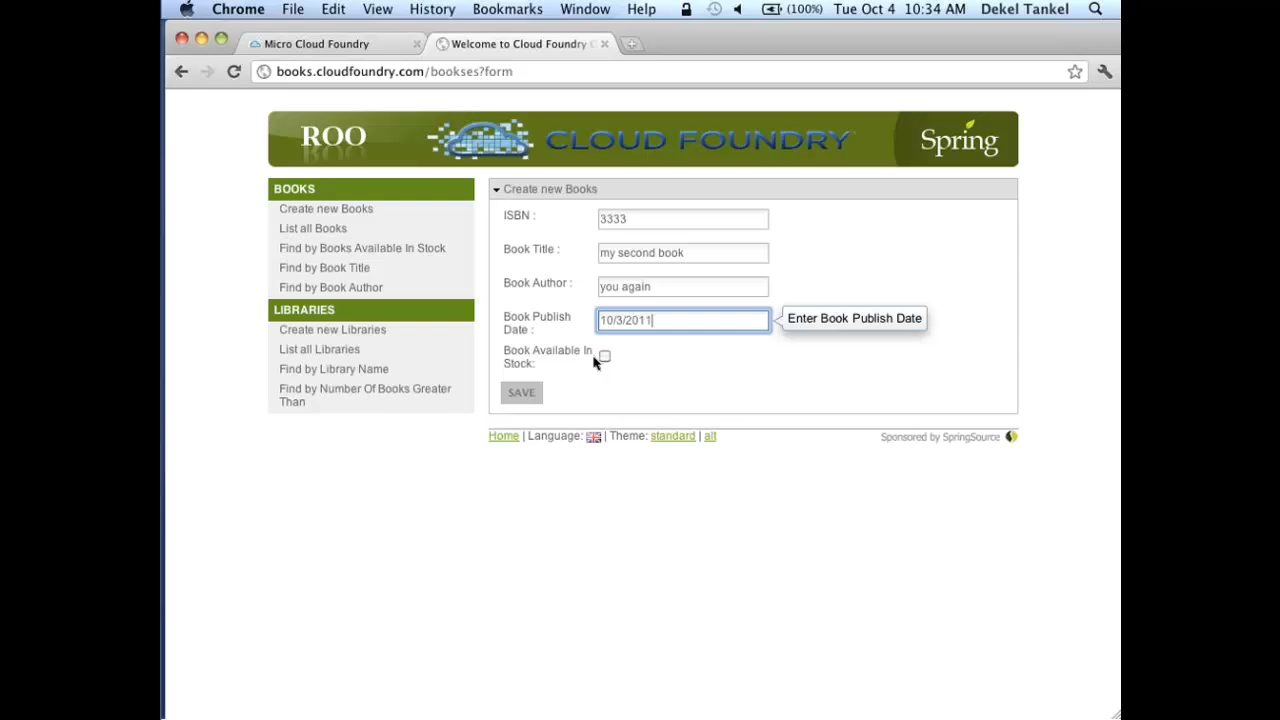 Chrome File Edit View History Bookmarks Window Help (100%) Tue Oct 4 10:34 AM Dekel Tankel
Micro Cloud Foundry Welcome to Cloud Foundry
books.cloudfoundry.com/bookses?form
ROO CLOUD FOUNDRY Spring
BOOKS
Create new Books
List all Books
Find by Books Available In Stock
Find by Book Title
Find by Book Author
LIBRARIES
Create new Libraries
List all Libraries
Find by Library Name
Find by Number Of Books Greater
Than
Create new Books
ISBN : 3333
Book Title : my second book
Book Author : you again
Book Publish
Date : 10/3/2011 Enter Book Publish Date
Book Available In
Stock:
SAVE
Home | Language: | Theme: standard | alt Sponsored by SpringSource